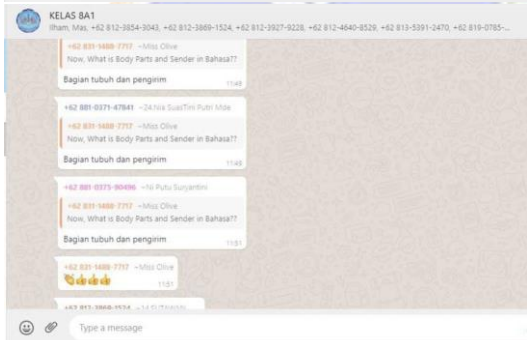 KELAS 8A1
Ilham, Mas, +62 812-3854-3043, +62 812-3869-1524, +62 812-3927-9228, +62 812-4640-8529, +62 813-5391-2470, +62 819-0785-...
+62 831-1488-7717 ~Miss Olive
Now, What is Body Parts and Sender in Bahasa??
Bagian tubuh dan pengirim
11:49
+62 881-0371-47841 ~24.Nia SuasTini Putri Mde
+62 831-1488-7717 ~Miss Olive
Now, What is Body Parts and Sender in Bahasa??
Bagian tubuh dan pengirim
11:49
+62 881-0375-90496 ~Ni Putu Suryantini
+62 831-1488-7717 ~Miss Olive
Now, What is Body Parts and Sender in Bahasa??
Bagian tubuh dan pengirim
11:51
+62 831-1488-7717 ~Miss Olive
11:51
+62 812-3869-1524
Type a message